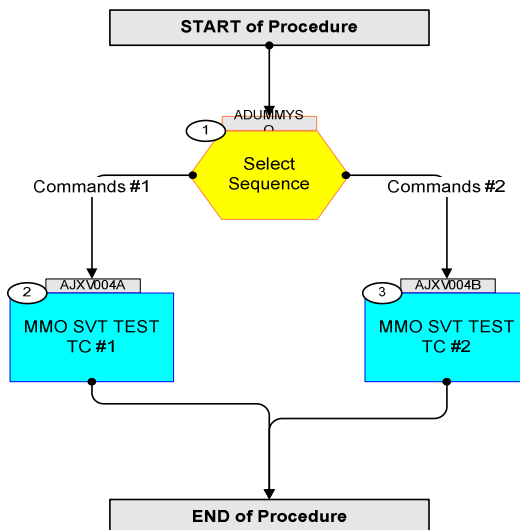 START of Procedure
ADUMMYS
O
1
Select
Sequence
Commands #1
Commands #2
AJXV004A
2
MMO SVT TEST
TC #1
AJXV004B
3
MMO SVT TEST
TC #2
END of Procedure